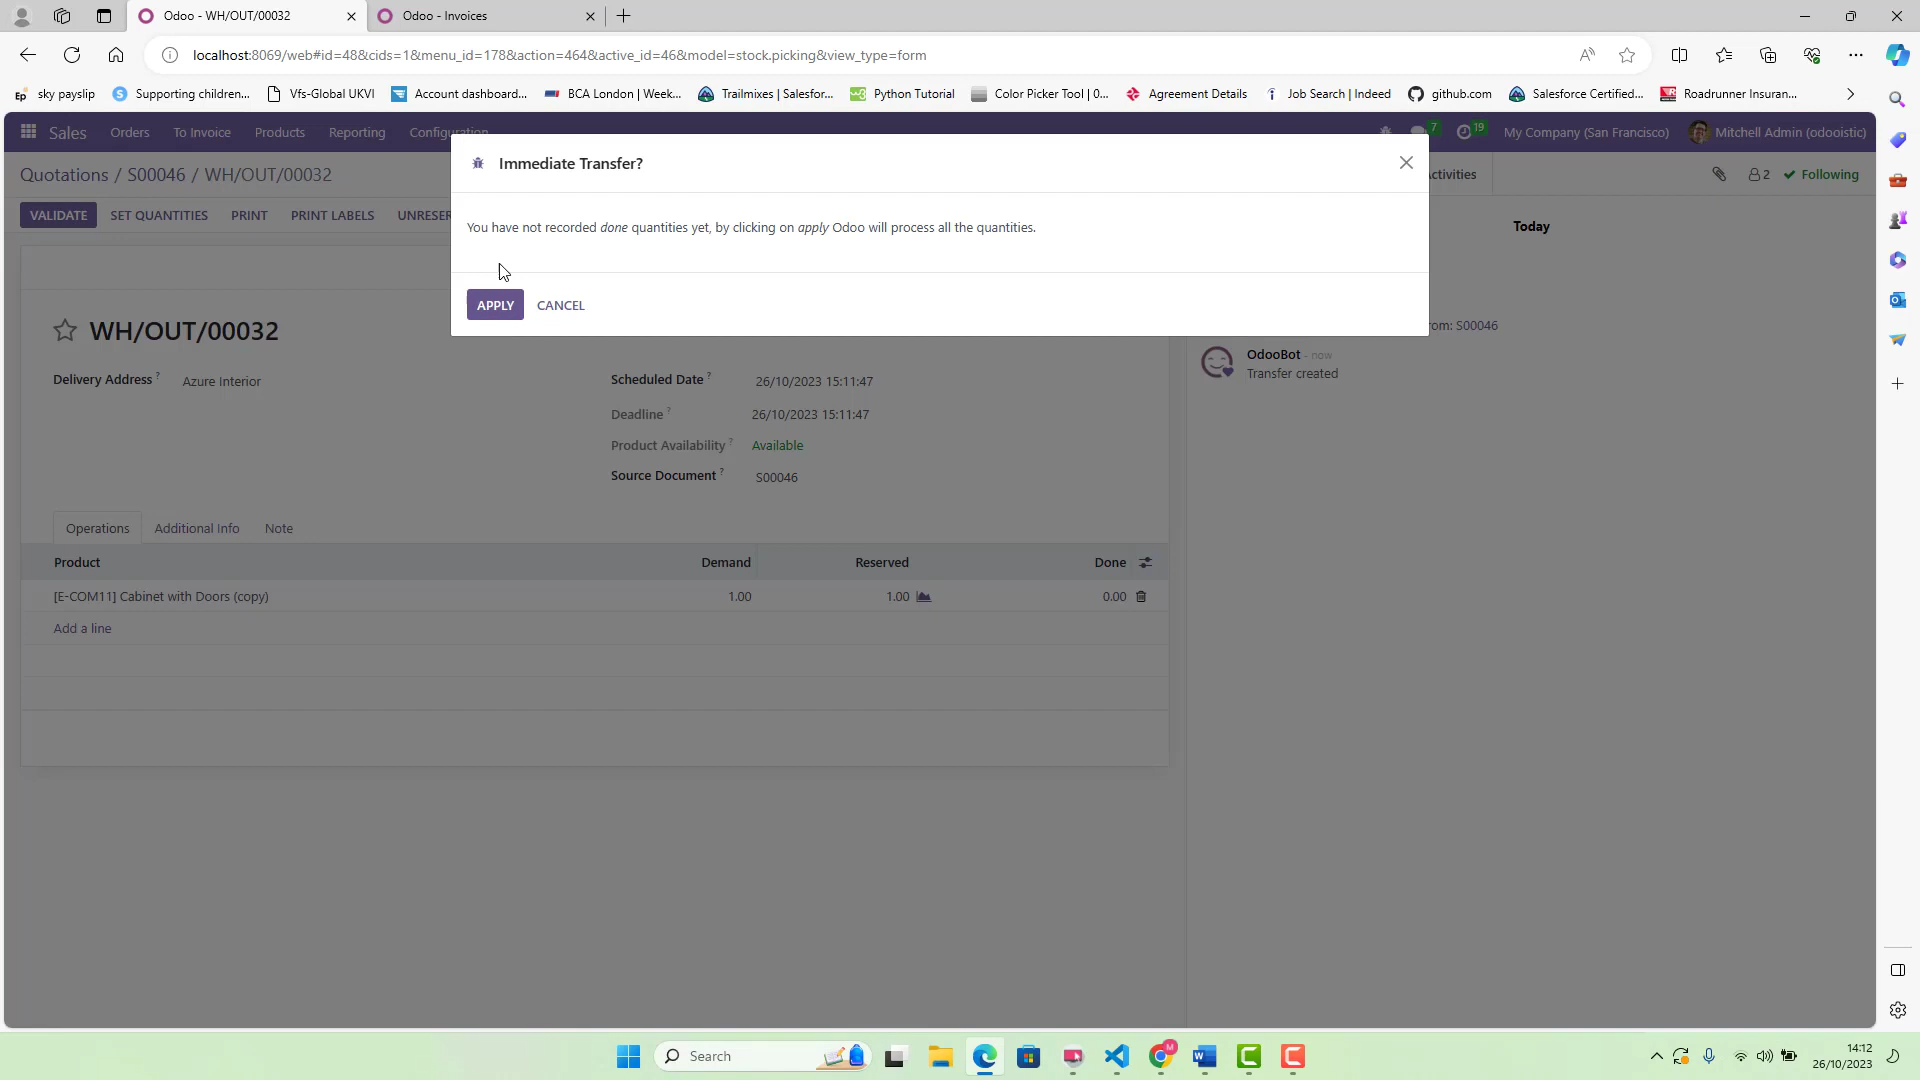 Odoo - WH/OUT/00032
Odoo - Invoices
localhost:8069/web#id=48&cids=1&menu_id=178&action=464&active_id=46&model=stock.picking&view_type=form
sky payslip
Supporting children...
Vfs-Global UKVI
Account dashboard...
BCA London | Week...
Trailmixes | Salesfor...
Python Tutorial
Color Picker Tool | 0...
Agreement Details
Job Search | Indeed
github.com
Salesforce Certified...
Roadrunner Insuran...
Sales Orders To Invoice Products Reporting Configuration
7 19 My Company (San Francisco) Mitchell Admin (odooistic)
Quotations / S00046 / WH/OUT/00032
ctivities 2 Following
VALIDATE SET QUANTITIES PRINT PRINT LABELS UNRESER
Immediate Transfer?
You have not recorded done quantities yet, by clicking on apply Odoo will process all the quantities.
APPLY CANCEL
Today
rom: S00046
OdooBot - now
Transfer created
WH/OUT/00032
Delivery Address ? Azure Interior
Scheduled Date ? 26/10/2023 15:11:47
Deadline ? 26/10/2023 15:11:47
Product Availability ? Available
Source Document ? S00046
Operations Additional Info Note
Product Demand Reserved Done
[E-COM11] Cabinet with Doors (copy) 1.00 1.00 0.00
Add a line
Search
14:12
26/10/2023